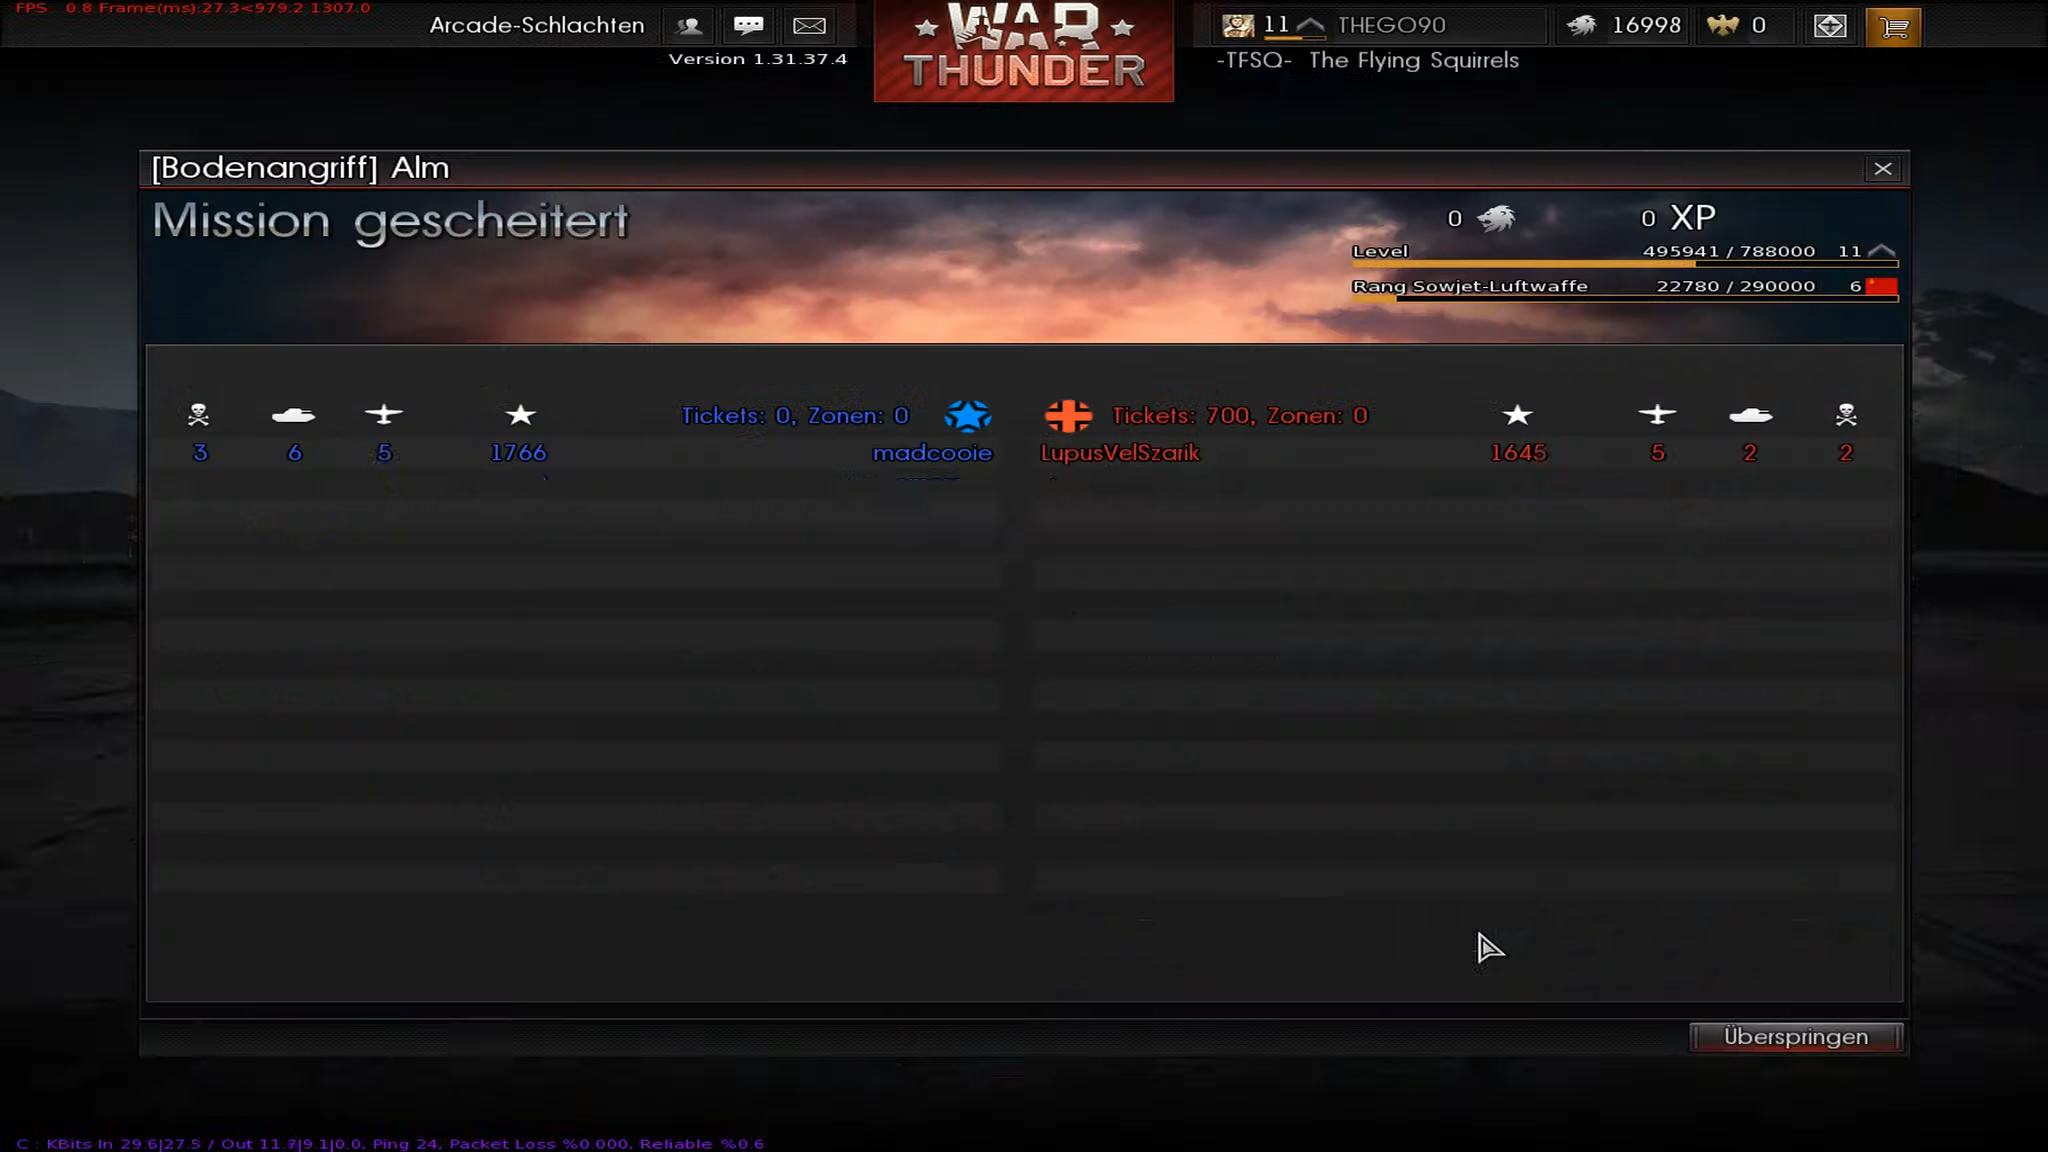 FPS 0.8 Frame(ms):27.3<979.2 1307.0
Arcade-Schlachten
WAR THUNDER
11 THEGO90 16998 0
Version 1.31.37.4
-TFSQ- The Flying Squirrels
[Bodenangriff] Alm
Mission gescheitert
0 0 XP
Level 495941 / 788000 11
Rang Sowjet-Luftwaffe 22780 / 290000 6
Tickets: 0, Zonen: 0 Tickets: 700, Zonen: 0
3 6 5 1766 madcooie LupusVelSzarik 1645 5 2 2
Überspringen
C : KBits In 29.6|27.5 / Out 11.7|9.1|0.0, Ping 24, Packet Loss %0.000, Reliable %0.6